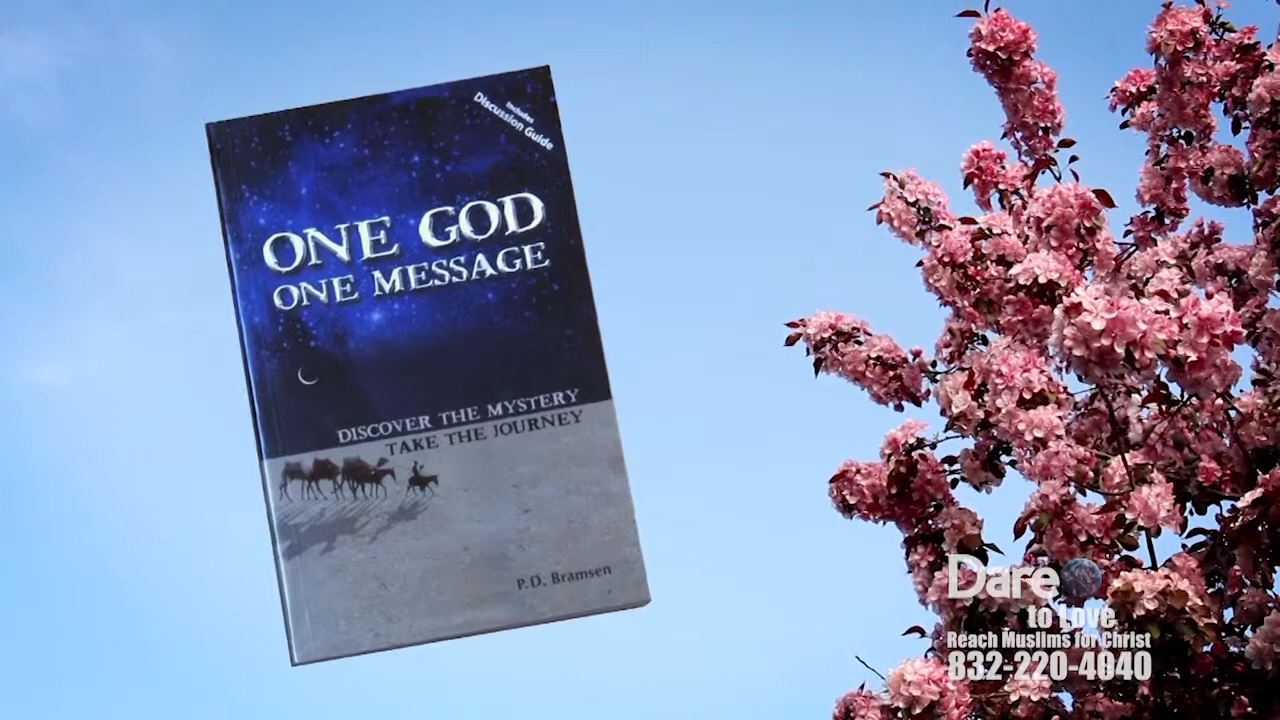 Includes
Discussion Guide
ONE GOD
ONE MESSAGE
DISCOVER THE MYSTERY
TAKE THE JOURNEY
P.D. Bramsen
Dare
to Love
Reach Muslims for Christ
832-220-4040